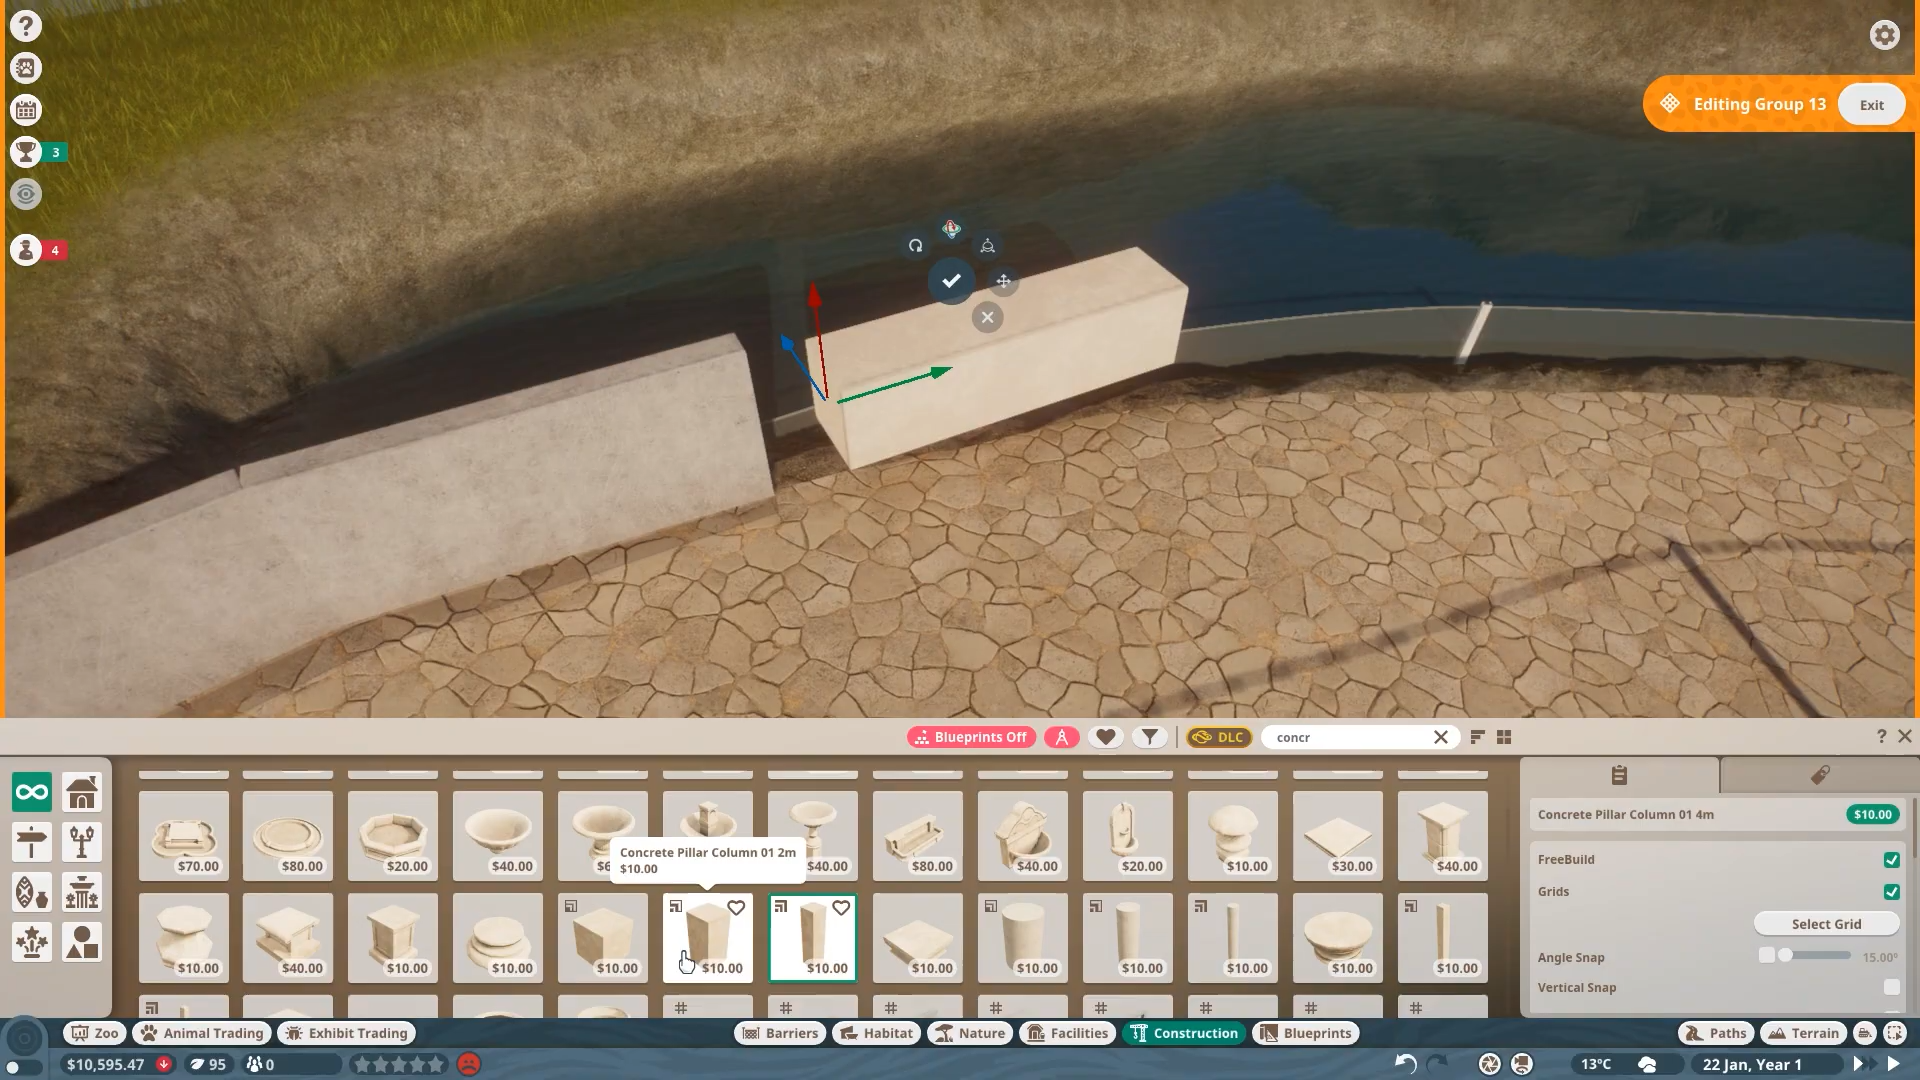 ?
Editing Group 13
Exit
3
4
Blueprints Off
DLC
concr
?
$70.00
$80.00
$20.00
$40.00
$40.00
$80.00
$40.00
$20.00
$10.00
$30.00
$40.00
Concrete Pillar Column 01 2m
$10.00
$10.00
$40.00
$10.00
$10.00
$10.00
$10.00
$10.00
$10.00
$10.00
$10.00
$10.00
$10.00
$10.00
Concrete Pillar Column 01 4m
$10.00
FreeBuild
Grids
Select Grid
Angle Snap
15.00°
Vertical Snap
Zoo
Animal Trading
Exhibit Trading
Barriers
Habitat
Nature
Facilities
Construction
Blueprints
Paths
Terrain
$10,595.47
95
0
13°C
22 Jan, Year 1